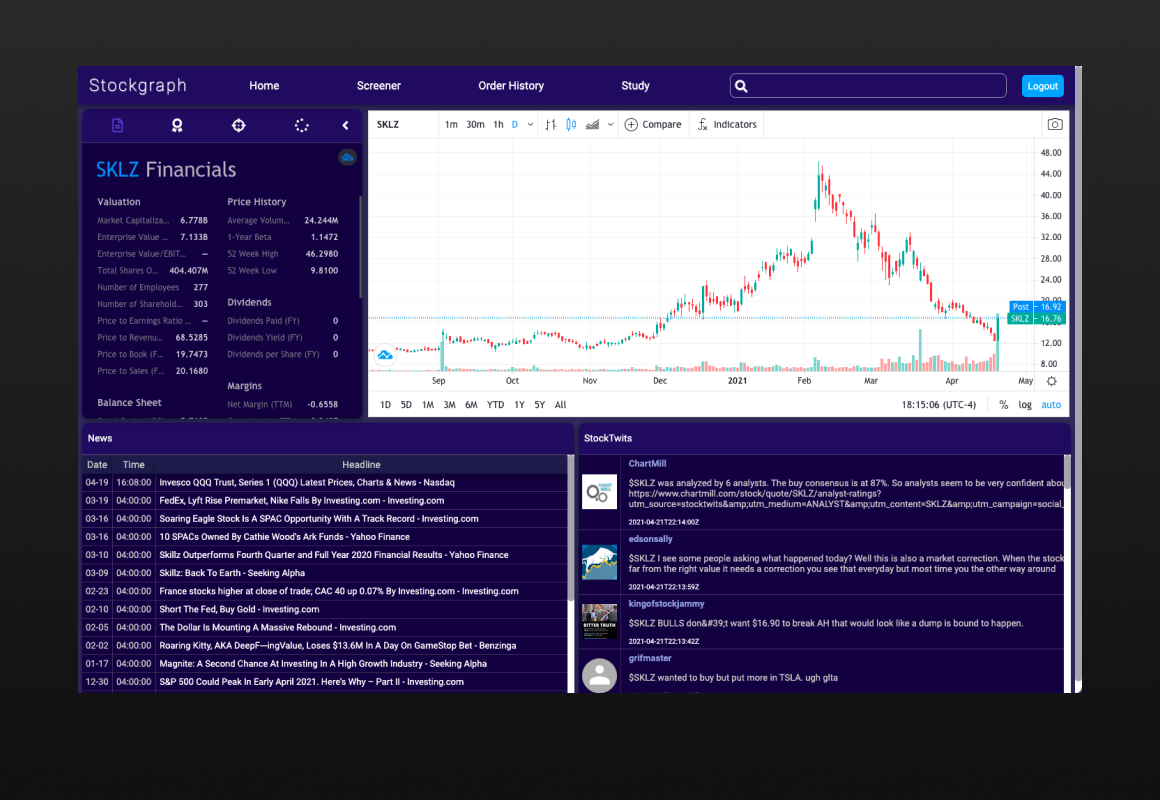 Stockgraph Home Screener Order History Study Logout
SKLZ 1m 30m 1h D Compare Indicators
SKLZ Financials
Valuation
Market Capitaliza... 6.778B
Enterprise Value ... 7.133B
Enterprise Value/EBIT... —
Total Shares O... 404.407M
Number of Employees 277
Number of Sharehold... 303
Price to Earnings Ratio ... —
Price to Revenu... 68.5285
Price to Book (F... 19.7473
Price to Sales (F... 20.1680
Balance Sheet
Price History
Average Volum... 24.244M
1-Year Beta 1.1472
52 Week High 46.2980
52 Week Low 9.8100
Dividends
Dividends Paid (FY) 0
Dividends Yield (FY) 0
Dividends per Share (FY) 0
Margins
Net Margin (TTM) -0.6558
48.00
44.00
40.00
36.00
32.00
28.00
24.00
20.00
Post – 16.92
SKLZ – 16.76
12.00
8.00
Sep Oct Nov Dec 2021 Feb Mar Apr May
1D 5D 1M 3M 6M YTD 1Y 5Y All 18:15:06 (UTC-4) % log auto
News
Date Time Headline
04-19 16:08:00 Invesco QQQ Trust, Series 1 (QQQ) Latest Prices, Charts & News - Nasdaq
03-19 04:00:00 FedEx, Lyft Rise Premarket, Nike Falls By Investing.com - Investing.com
03-16 04:00:00 Soaring Eagle Stock Is A SPAC Opportunity With A Track Record - Investing.com
03-16 04:00:00 10 SPACs Owned By Cathie Wood's Ark Funds - Yahoo Finance
03-10 04:00:00 Skillz Outperforms Fourth Quarter and Full Year 2020 Financial Results - Yahoo Finance
03-09 04:00:00 Skillz: Back To Earth - Seeking Alpha
02-23 04:00:00 France stocks higher at close of trade; CAC 40 up 0.07% By Investing.com - Investing.com
02-10 04:00:00 Short The Fed, Buy Gold - Investing.com
02-05 04:00:00 The Dollar Is Mounting A Massive Rebound - Investing.com
02-02 04:00:00 Roaring Kitty, AKA DeepF—ingValue, Loses $13.6M In A Day On GameStop Bet - Benzinga
01-17 04:00:00 Magnite: A Second Chance At Investing In A High Growth Industry - Seeking Alpha
12-30 04:00:00 S&P 500 Could Peak In Early April 2021. Here's Why – Part II - Investing.com
StockTwits
ChartMill
CHART MILL
$SKLZ was analyzed by 6 analysts. The buy consensus is at 87%. So analysts seem to be very confident abou
https://www.chartmill.com/stock/quote/SKLZ/analyst-ratings?
utm_source=stocktwits&amp;utm_medium=ANALYST&amp;utm_content=SKLZ&amp;utm_campaign=social_
2021-04-21T22:14:00Z
edsonsally
$SKLZ I see some people asking what happened today? Well this is also a market correction. When the stock
far from the right value it needs a correction you see that everyday but most time you the other way around
2021-04-21T22:13:59Z
kingofstockjammy
BITTER TRUTH
$SKLZ BULLS don&#39;t want $16.90 to break AH that would look like a dump is bound to happen.
2021-04-21T22:13:42Z
grifmaster
$SKLZ wanted to buy but put more in TSLA. ugh glta